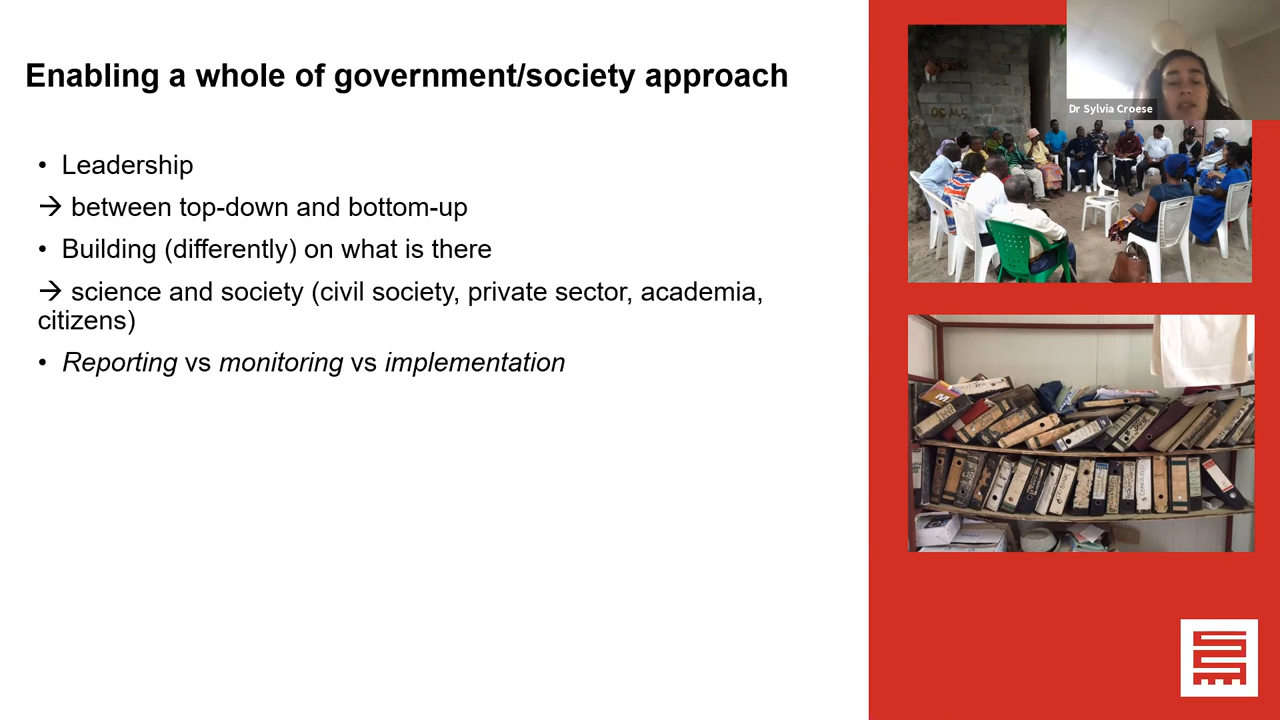 Enabling a whole of government/society approach
• Leadership
→ between top-down and bottom-up
• Building (differently) on what is there
→ science and society (civil society, private sector, academia,
citizens)
• Reporting vs monitoring vs implementation
Dr Sylvia Croese